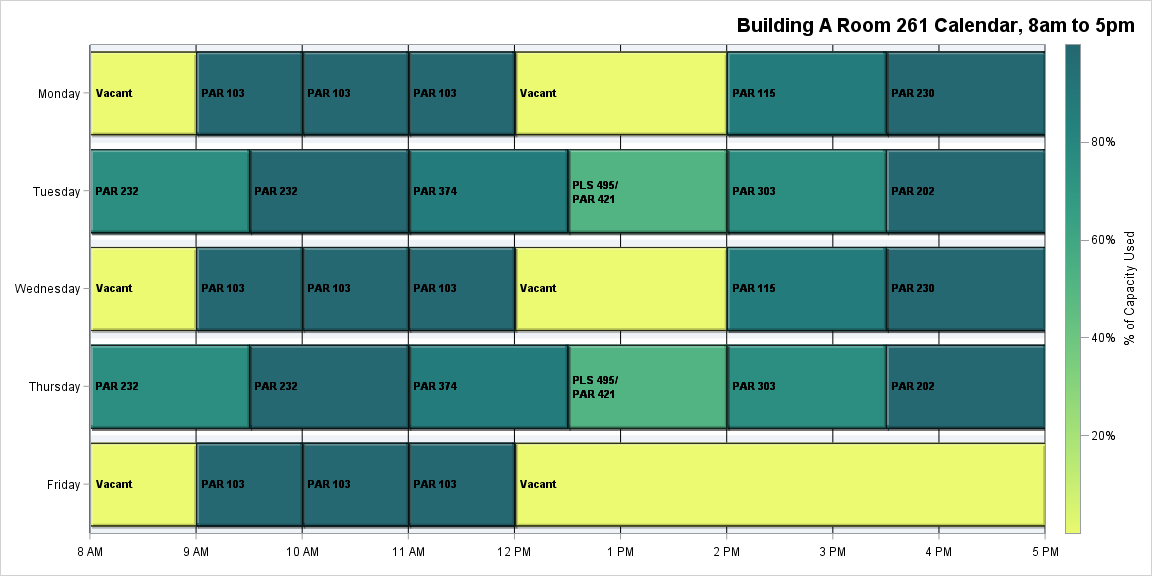 Building A Room 261 Calendar, 8am to 5pm
Monday
Vacant
PAR 103
PAR 103
PAR 103
Vacant
PAR 115
PAR 230
Tuesday
PAR 232
PAR 232
PAR 374
PLS 495/
PAR 421
PAR 303
PAR 202
Wednesday
Vacant
PAR 103
PAR 103
PAR 103
Vacant
PAR 115
PAR 230
Thursday
PAR 232
PAR 232
PAR 374
PLS 495/
PAR 421
PAR 303
PAR 202
Friday
Vacant
PAR 103
PAR 103
PAR 103
Vacant
8 AM
9 AM
10 AM
11 AM
12 PM
1 PM
2 PM
3 PM
4 PM
5 PM
80%
60%
40%
20%
% of Capacity Used